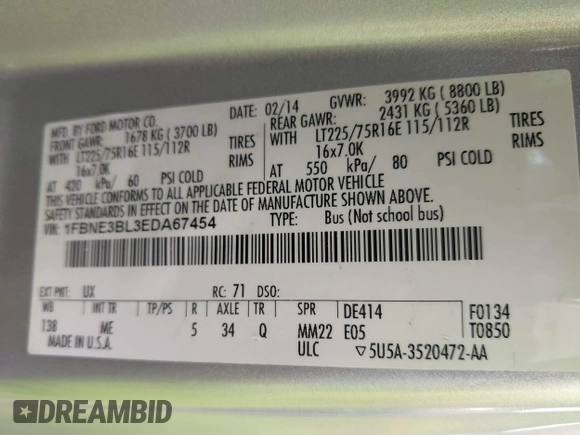 MFD. BY FORD MOTOR CO.
DATE: 02/14 GVWR: 3992 KG ( 8800 LB)
FRONT GAWR: 1678 KG ( 3700 LB)
REAR GAWR: 2431 KG ( 5360 LB)
WITH LT225/75R16E 115/112R TIRES
WITH LT225/75R16E 115/112R TIRES
16x7.0K RIMS
16x7.0K RIMS
AT 420 kPa/ 60 PSI COLD
AT 550 kPa/ 80 PSI COLD
THIS VEHICLE CONFORMS TO ALL APPLICABLE FEDERAL MOTOR VEHICLE
SAFETY STANDARDS IN EFFECT ON THE DATE OF MANUFACTURE SHOWN ABOVE.
VIN: 1FBNE3BL3EDA67454 TYPE: Bus (Not school bus)
EXT PNT: UX RC: 71 DSO:
WB INT TR TP/PS R AXLE TR SPR DE414 F0134
138 ME 5 34 Q MM22 E05 T0850
MADE IN U.S.A. ULC ▽5U5A-3520472-AA
DREAMBID